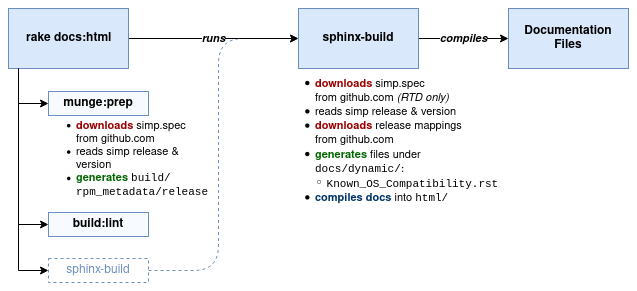 rake docs:html
runs
sphinx-build
compiles
Documentation
Files
munge:prep
• downloads simp.spec
from github.com
• reads simp release &
version
• generates build/
rpm_metadata/release
build:lint
sphinx-build
• downloads simp.spec
from github.com (RTD only)
• reads simp release & version
• downloads release mappings
from github.com
• generates files under
docs/dynamic/:
○ Known_OS_Compatibility.rst
• compiles docs into html/